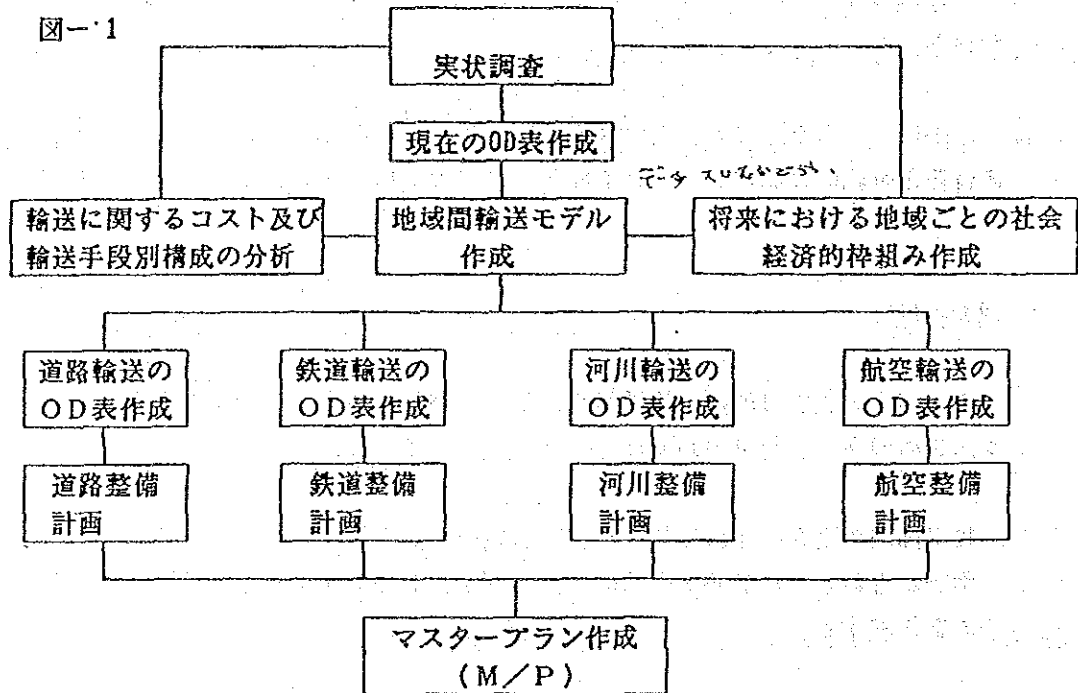 図ー1
実状調査
現在のOD表作成
輸送に関するコスト及び
輸送手段別構成の分析
地域間輸送モデル
作成
将来における地域ごとの社会
経済的枠組み作成
道路輸送の
OD表作成
鉄道輸送の
OD表作成
河川輸送の
OD表作成
航空輸送の
OD表作成
道路整備
計画
鉄道整備
計画
河川整備
計画
航空整備
計画
マスタープラン作成
(M/P)